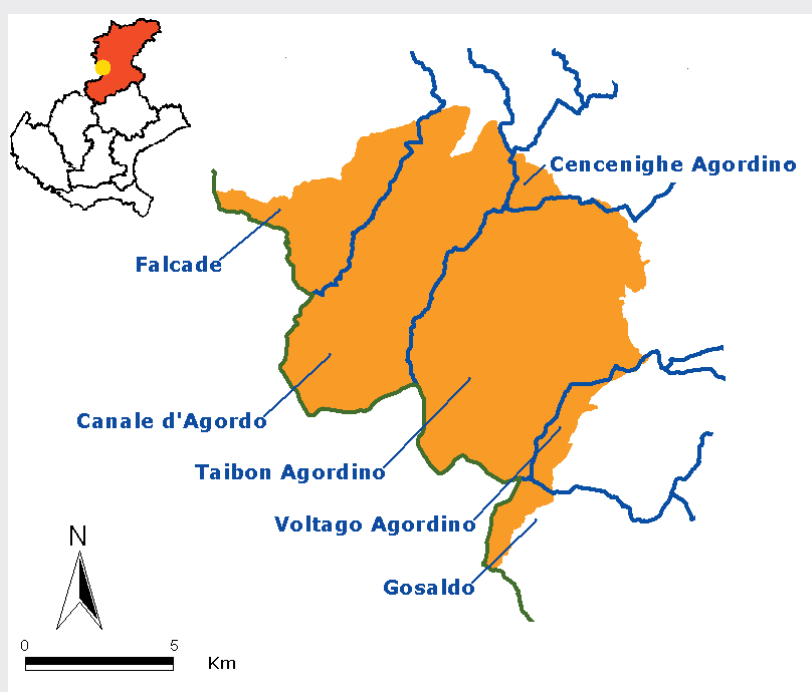 Cencenighe Agordino
Falcade
Canale d'Agordo
Taibon Agordino
Voltago Agordino
Gosaldo
N
0 5
Km